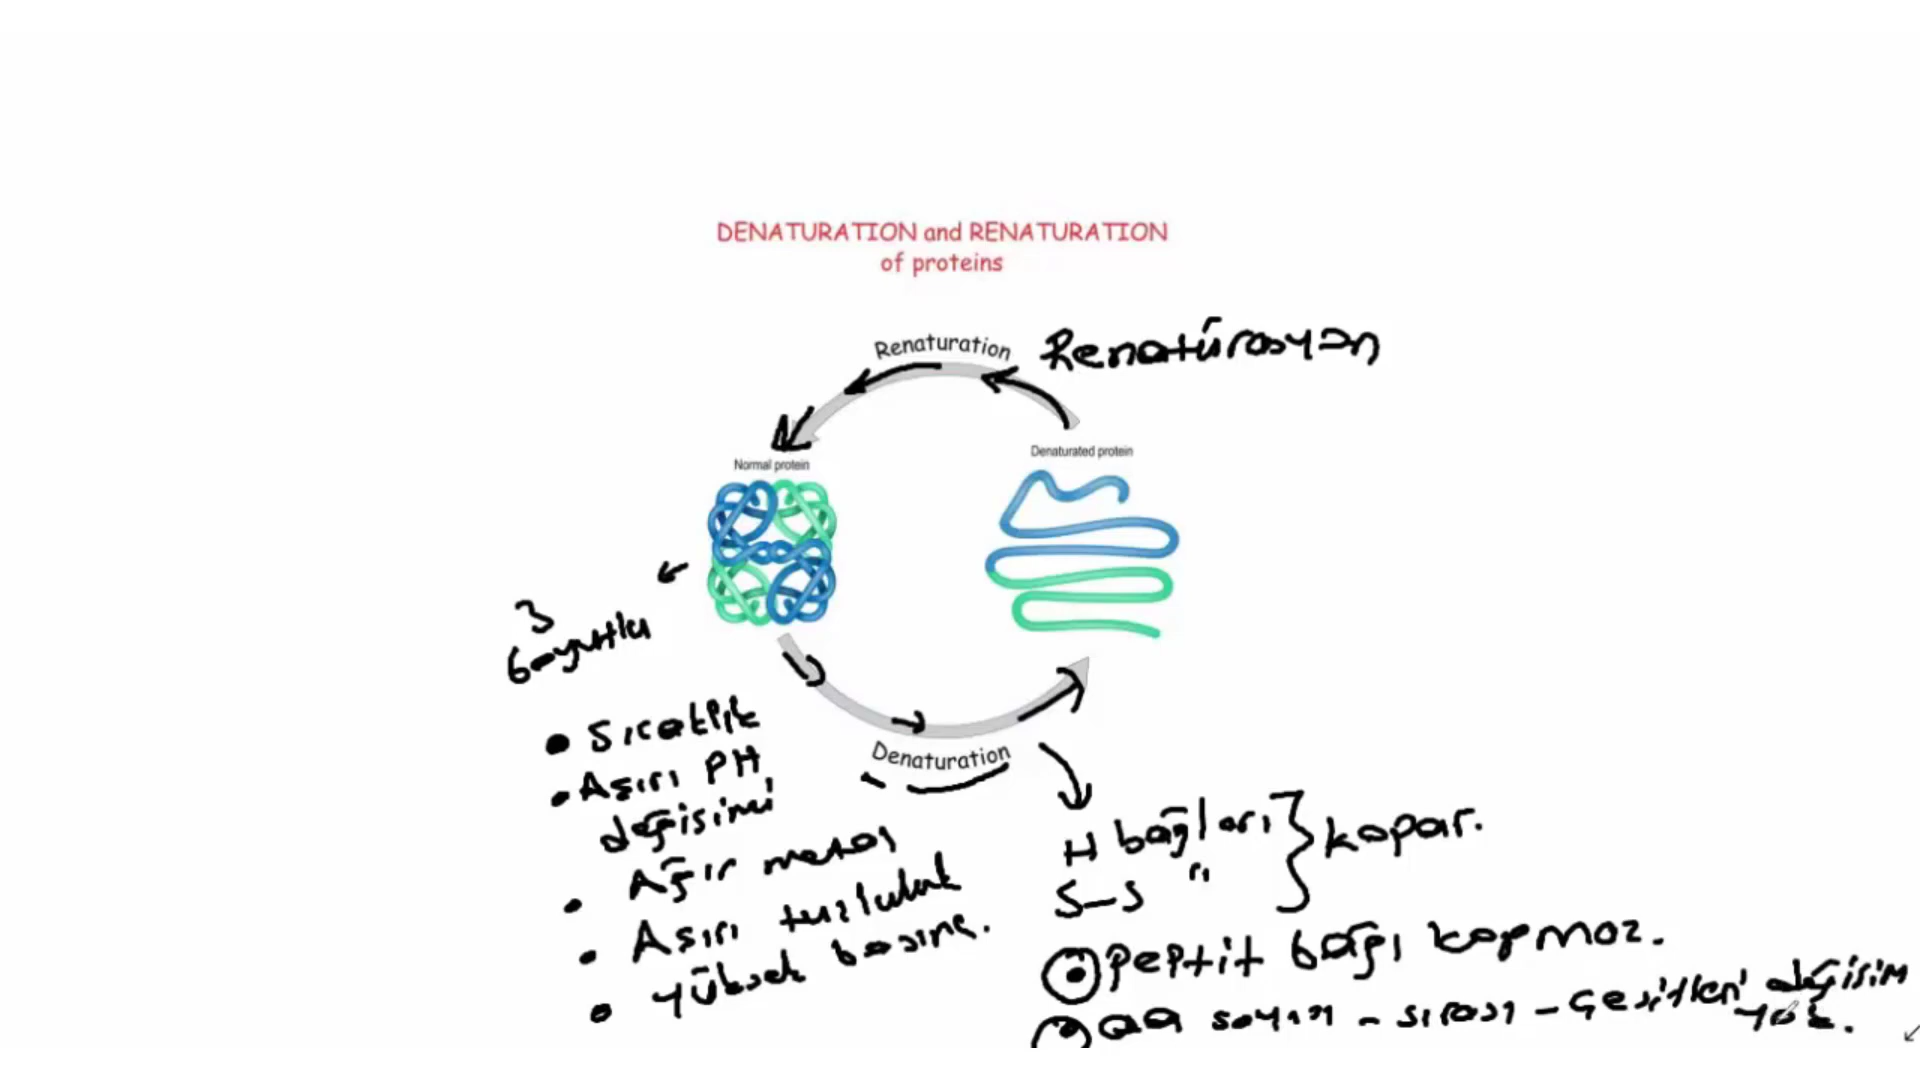 DENATURATION and RENATURATION
of proteins
Renaturation
Renatürasyon
Denaturated protein
Normal protein
3
boyutlu
• Sıcaklık
• Aşırı PH
değişimi
• Ağır metal
• Aşırı tuzluluk
• Yüksek basınç.
Denaturation
H bağları } kopar.
S-S "
Peptit bağı kopmaz.
aa sayısı - sırası - Çeşitleri değişim
yok.